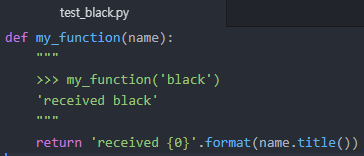 test_black.py
def my_function(name):
    """
    >>> my_function('black')
    'received black'
    """
    return 'received {0}'.format(name.title())